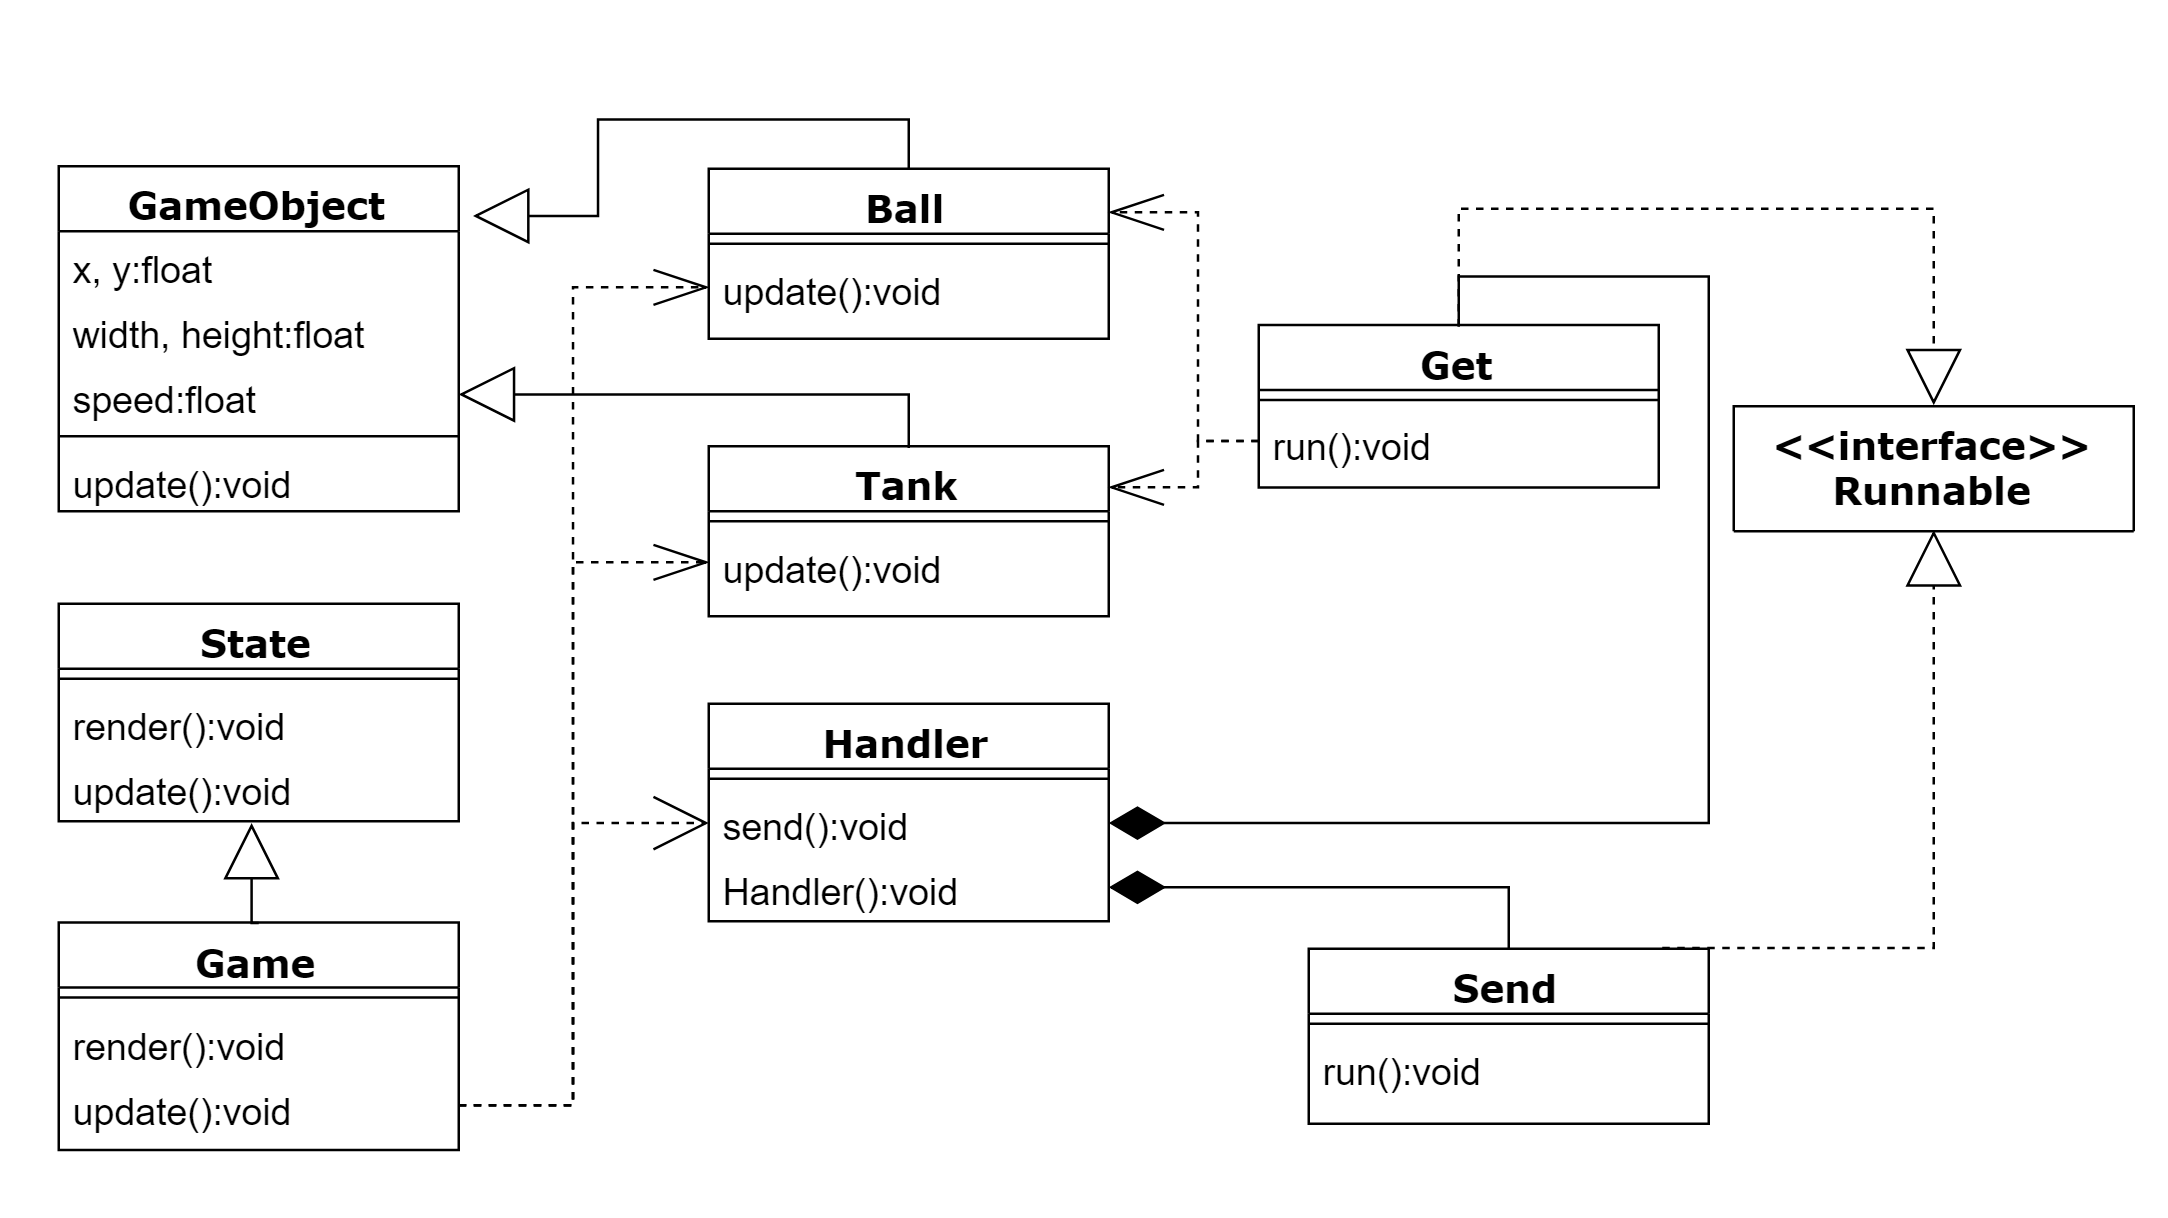 GameObject
x, y:float
width, height:float
speed:float
update():void
Ball
update():void
Tank
update():void
Get
run():void
<<interface>>
Runnable
State
render():void
update():void
Handler
send():void
Handler():void
Game
render():void
update():void
Send
run():void